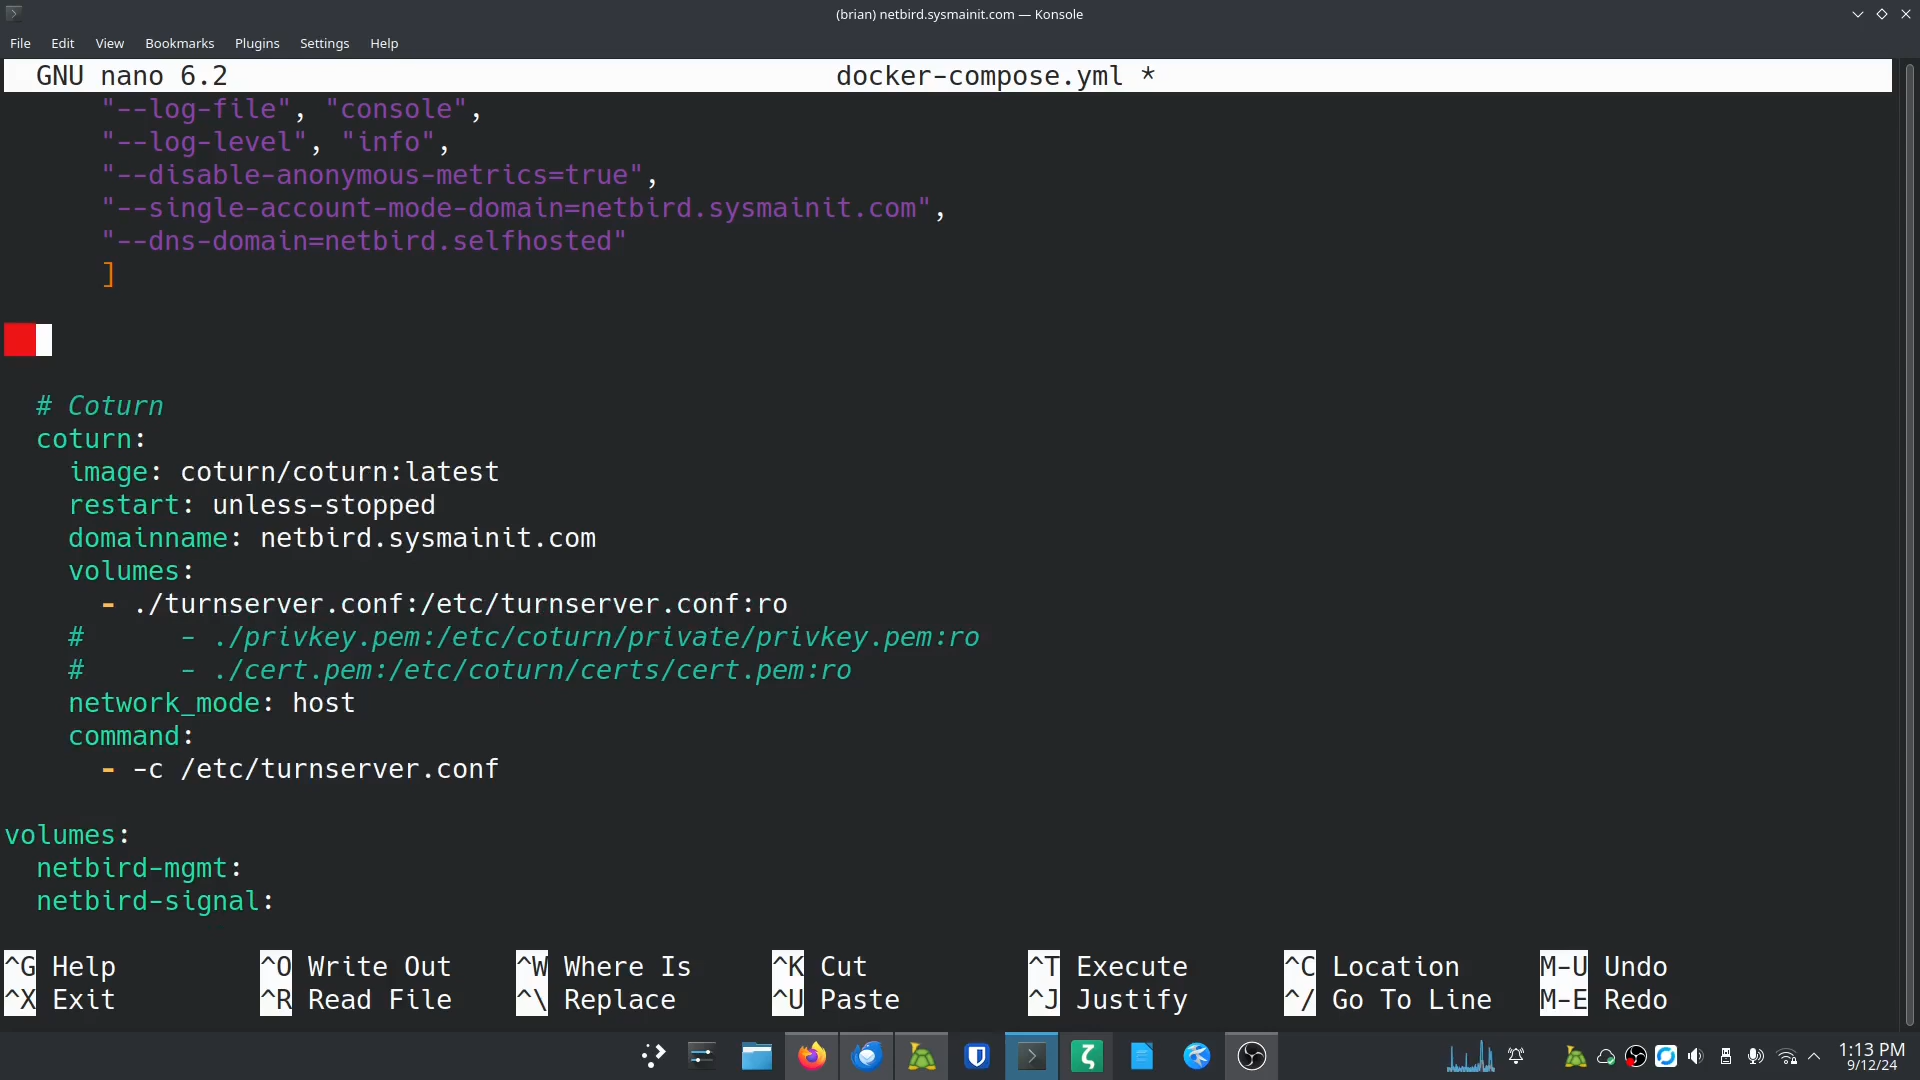 (brian) netbird.sysmainit.com — Konsole
File Edit View Bookmarks Plugins Settings Help
GNU nano 6.2 docker-compose.yml *
"--log-file", "console",
"--log-level", "info",
"--disable-anonymous-metrics=true",
"--single-account-mode-domain=netbird.sysmainit.com",
"--dns-domain=netbird.selfhosted"
]
# Coturn
coturn:
image: coturn/coturn:latest
restart: unless-stopped
domainname: netbird.sysmainit.com
volumes:
- ./turnserver.conf:/etc/turnserver.conf:ro
#      - ./privkey.pem:/etc/coturn/private/privkey.pem:ro
#      - ./cert.pem:/etc/coturn/certs/cert.pem:ro
network_mode: host
command:
- -c /etc/turnserver.conf
volumes:
netbird-mgmt:
netbird-signal:
^G Help ^O Write Out ^W Where Is ^K Cut ^T Execute ^C Location M-U Undo
^X Exit ^R Read File ^\ Replace ^U Paste ^J Justify ^/ Go To Line M-E Redo
1:13 PM
9/12/24